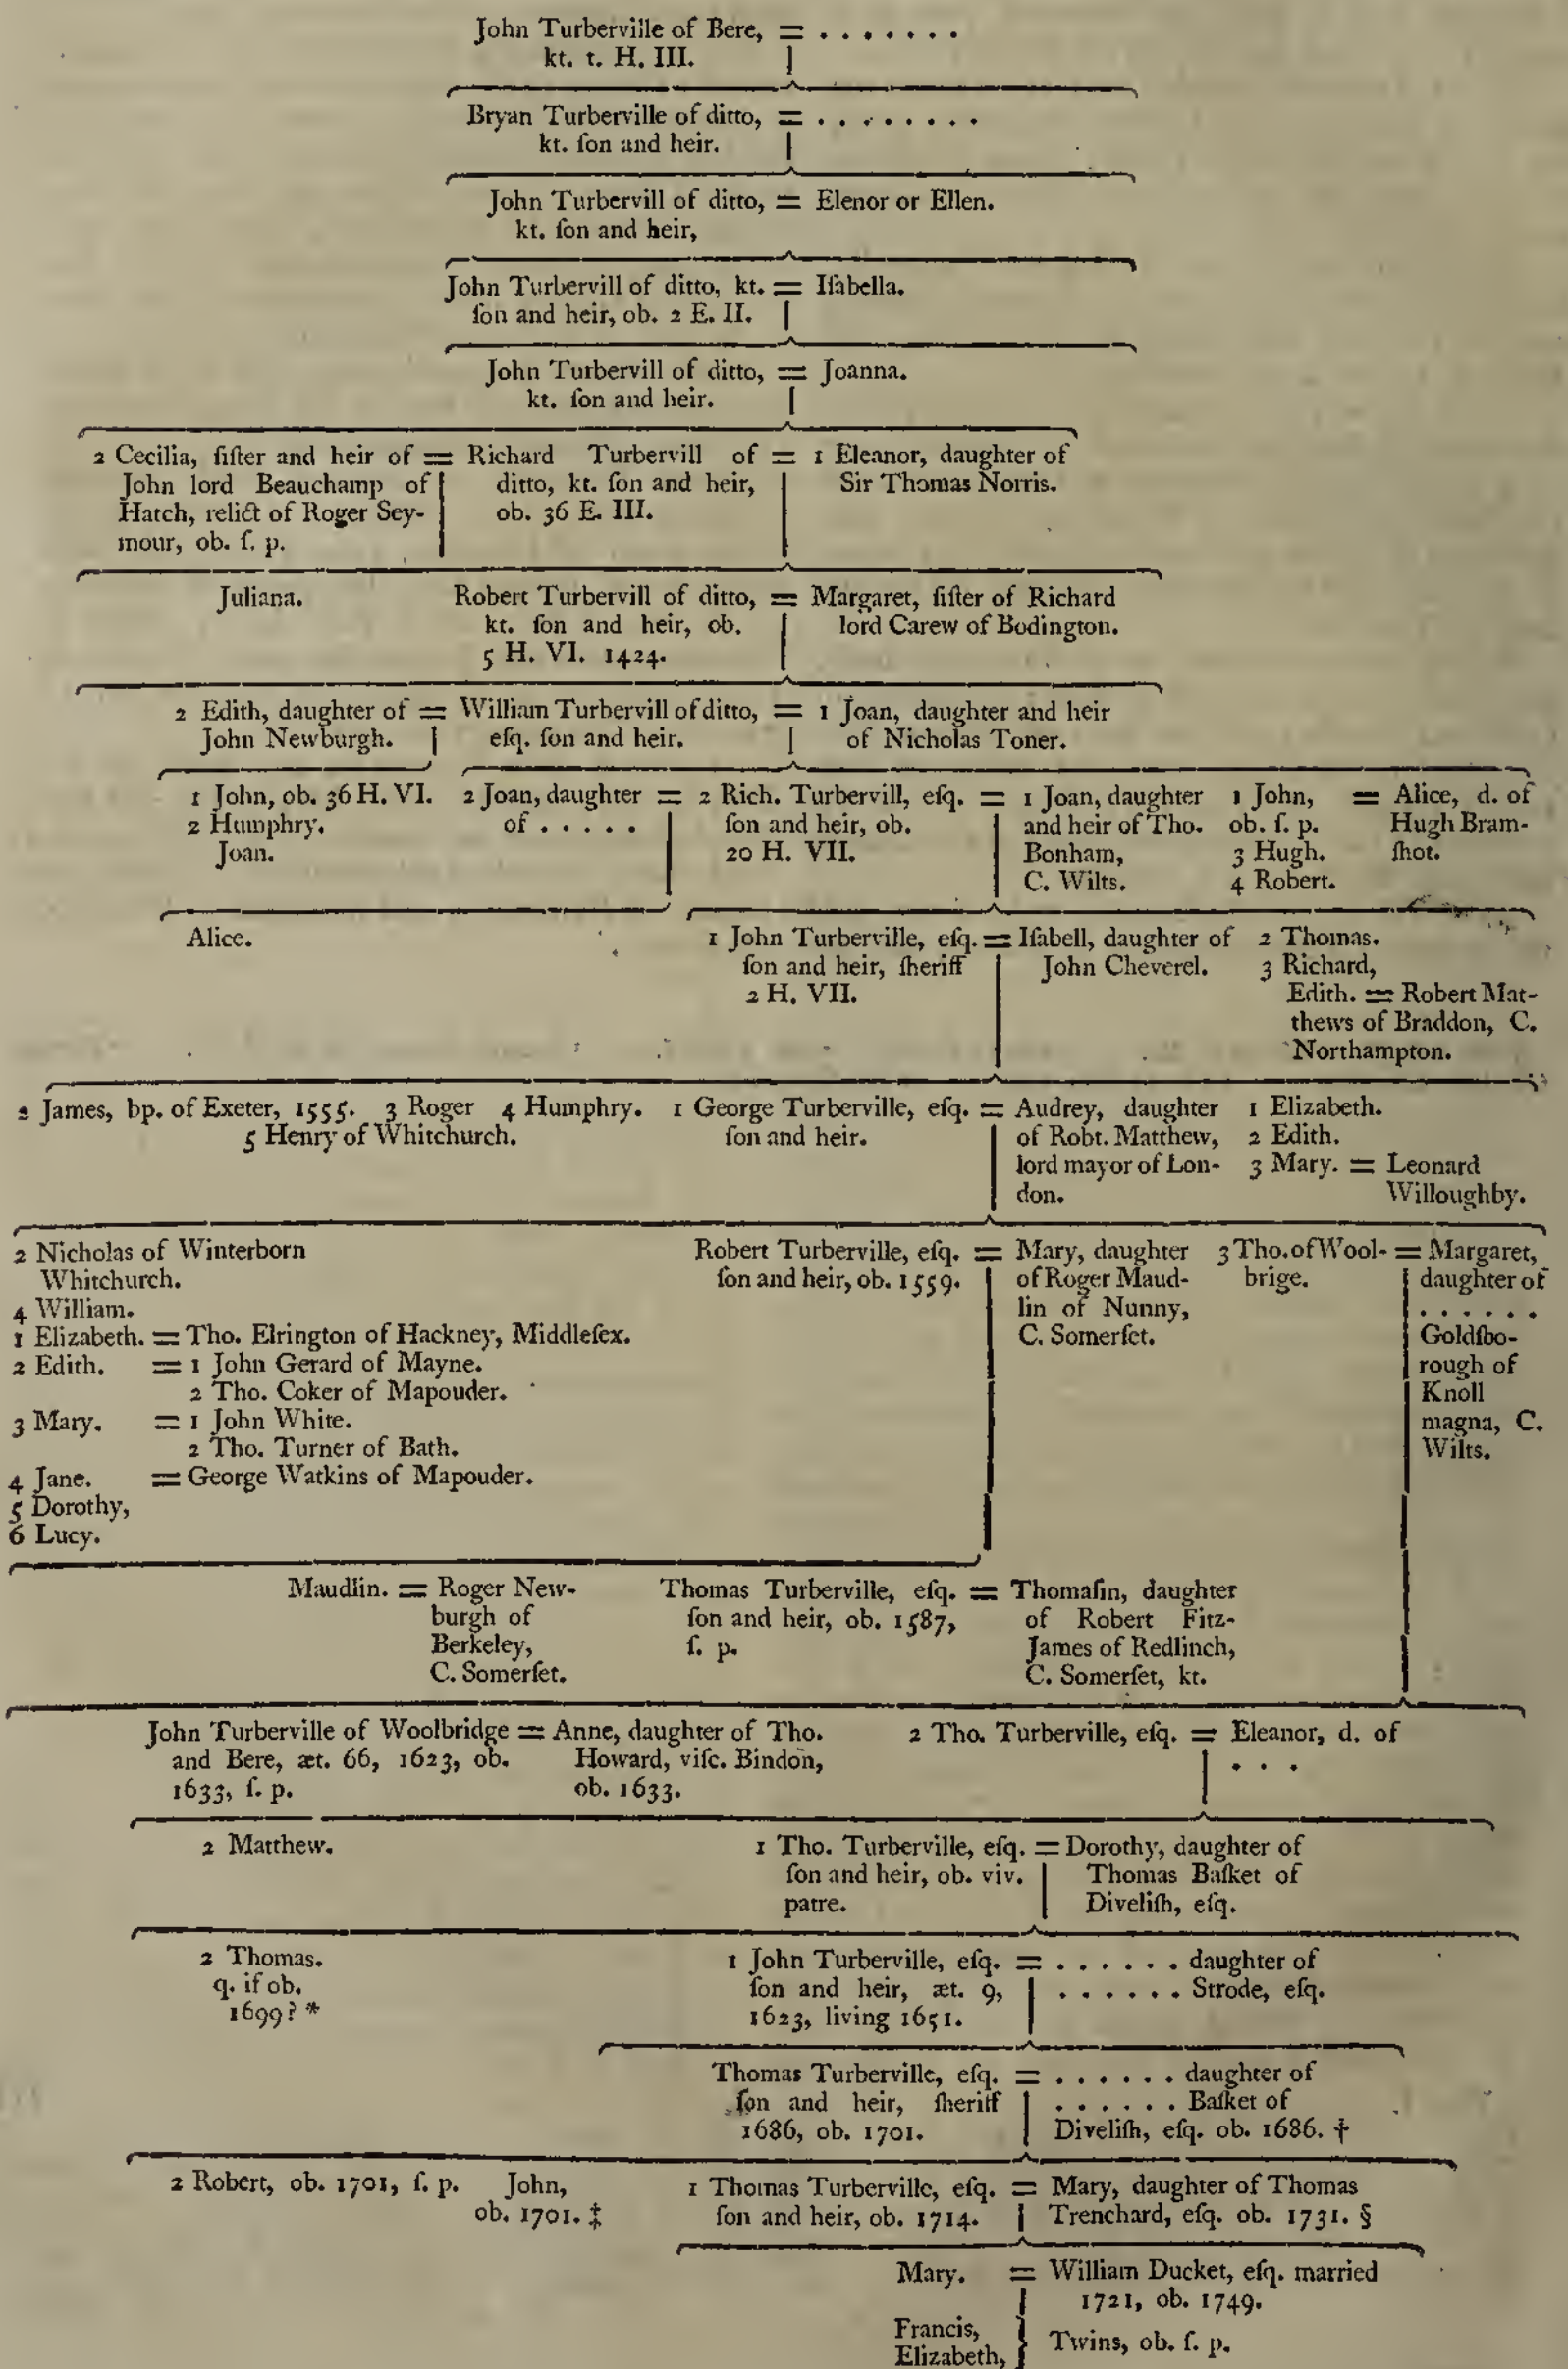 John Turberville of Bere, = . . . . . . .
kt. t. H. III.
Bryan Turberville of ditto, = . . . . . . . .
kt. ſon and heir.
John Turbervill of ditto, = Elenor or Ellen.
kt. ſon and heir,
John Turbervill of ditto, kt. = Iſabella.
ſon and heir, ob. 2 E. II.
John Turbervill of ditto, = Joanna.
kt. ſon and heir.
2 Cecilia, ſiſter and heir of = Richard Turbervill of = 1 Eleanor, daughter of
John lord Beauchamp of ditto, kt. ſon and heir, Sir Thomas Norris.
Hatch, relict of Roger Sey- ob. 36 E. III.
mour, ob. ſ. p.
Juliana. Robert Turbervill of ditto, = Margaret, ſiſter of Richard
kt. ſon and heir, ob. lord Carew of Bodington.
5 H. VI. 1424.
2 Edith, daughter of = William Turbervill of ditto, = 1 Joan, daughter and heir
John Newburgh. eſq. ſon and heir. of Nicholas Toner.
1 John, ob. 36 H. VI. 2 Joan, daughter = 2 Rich. Turbervill, eſq. = 1 Joan, daughter 1 John, = Alice, d. of
2 Humphry. of . . . . . ſon and heir, ob. and heir of Tho. ob. ſ. p. Hugh Bram-
Joan. 20 H. VII. Bonham, 3 Hugh. ſhot.
C. Wilts. 4 Robert.
Alice. 1 John Turberville, eſq. = Iſabell, daughter of 2 Thomas.
ſon and heir, ſheriff John Cheverel. 3 Richard,
2 H. VII. Edith. = Robert Mat-
thews of Braddon, C.
Northampton.
2 James, bp. of Exeter, 1555. 3 Roger 4 Humphry. 1 George Turberville, eſq. = Audrey, daughter 1 Elizabeth.
5 Henry of Whitchurch. ſon and heir. of Robt. Matthew, 2 Edith.
lord mayor of Lon- 3 Mary. = Leonard
don. Willoughby.
2 Nicholas of Winterborn Robert Turberville, eſq. = Mary, daughter 3 Tho. of Wool- = Margaret,
Whitchurch. ſon and heir, ob. 1559. of Roger Maud- brige. daughter of
4 William. lin of Nunny, . . . . . .
1 Elizabeth. = Tho. Elrington of Hackney, Middleſex. C. Somerſet. Goldſbo-
2 Edith. = 1 John Gerard of Mayne. rough of
2 Tho. Coker of Mapouder. Knoll
3 Mary. = 1 John White. magna, C.
2 Tho. Turner of Bath. Wilts.
4 Jane. = George Watkins of Mapouder.
5 Dorothy,
6 Lucy.
Maudlin. = Roger New- Thomas Turberville, eſq. = Thomaſin, daughter
burgh of ſon and heir, ob. 1587, of Robert Fitz-
Berkeley, ſ. p. James of Redlinch,
C. Somerſet. C. Somerſet, kt.
John Turberville of Woolbridge = Anne, daughter of Tho. 2 Tho. Turberville, eſq. = Eleanor, d. of
and Bere, æt. 66, 1623, ob. Howard, viſc. Bindon, . . .
1633, ſ. p. ob. 1633.
2 Matthew. 1 Tho. Turberville, eſq. = Dorothy, daughter of
ſon and heir, ob. viv. Thomas Baſket of
patre. Diveliſh, eſq.
2 Thomas. 1 John Turberville, eſq. = . . . . . . daughter of
q. if ob. ſon and heir, æt. 9, . . . . . . Strode, eſq.
1699? * 1623, living 1651.
Thomas Turberville, eſq. = . . . . . . daughter of
ſon and heir, ſheriff . . . . . . Baſket of
1686, ob. 1701. Diveliſh, eſq. ob. 1686. †
2 Robert, ob. 1701, ſ. p. John, 1 Thomas Turberville, eſq. = Mary, daughter of Thomas
ob. 1701. ‡ ſon and heir, ob. 1714. Trenchard, eſq. ob. 1731. §
Mary. = William Ducket, eſq. married
1721, ob. 1749.
Francis,
Elizabeth, } Twins, ob. ſ. p.